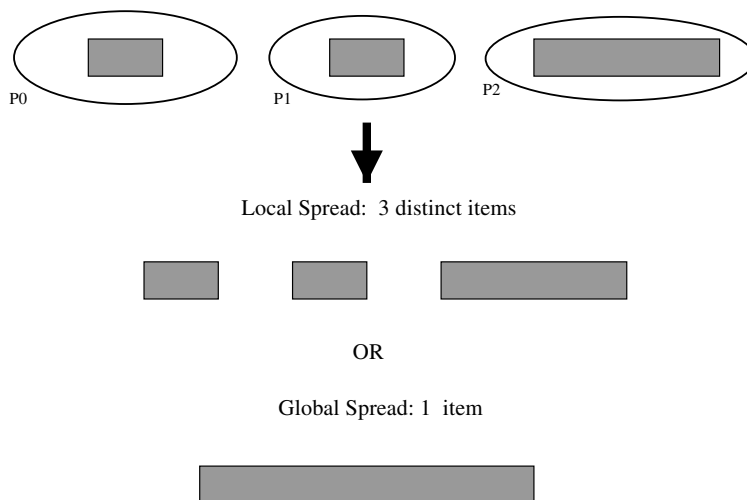 P0
P1
P2
Local Spread: 3 distinct items
OR
Global Spread: 1 item